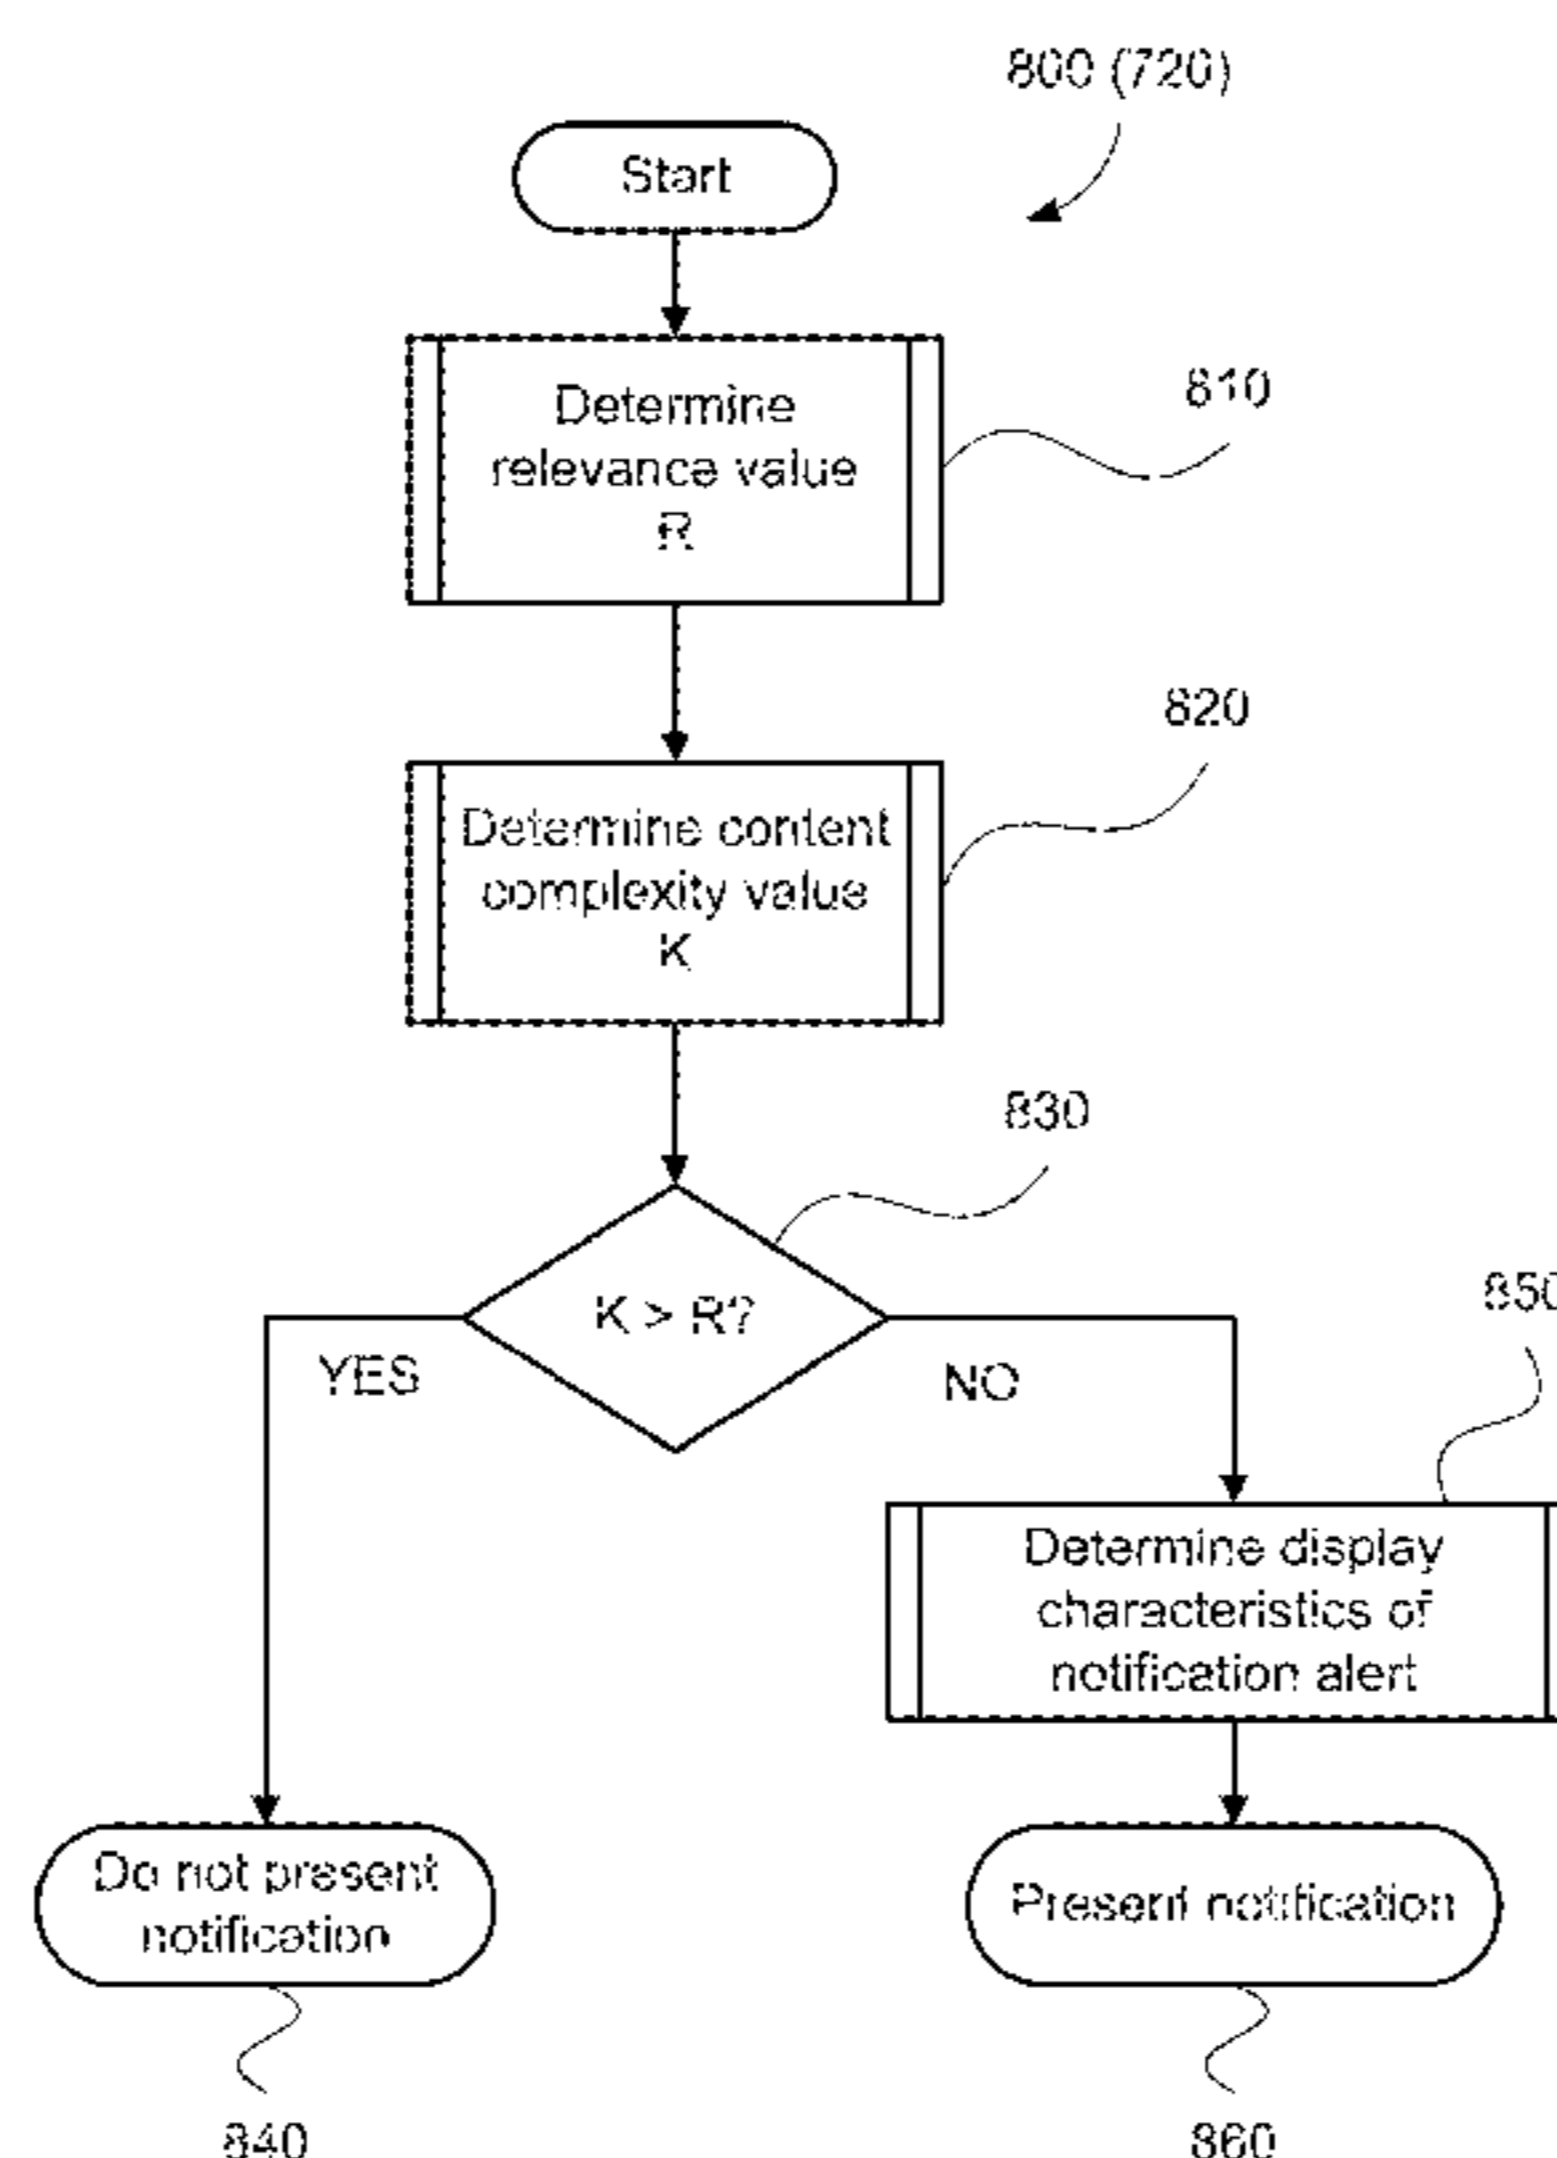 800 (720)
Start
Determine
relevance value
R
810
820
Determine content
complexity value
K
830
K > R?
YES
NO
850
Determine display
characteristics of
notification alert
Do not present
notification
Present notification
840
860